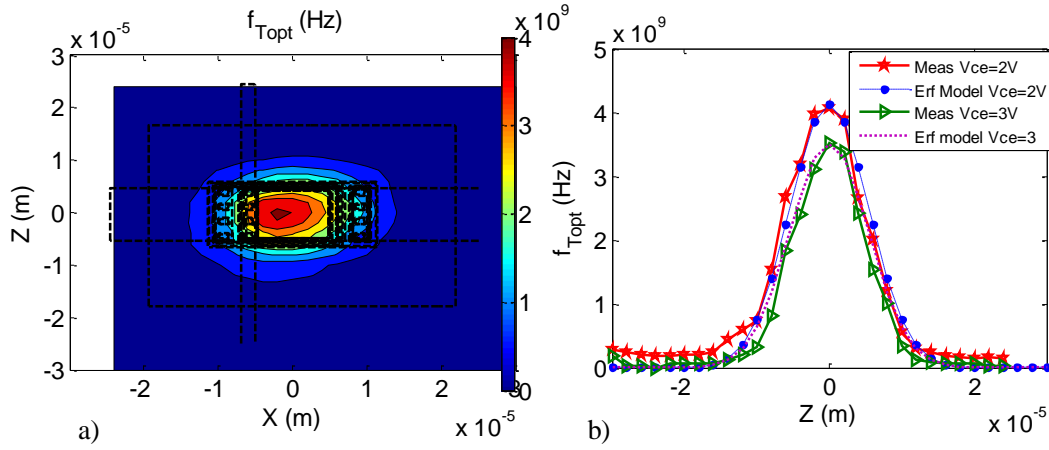 f_Topt (Hz)
x 10^-5
x 10^9
3
2
1
0
-1
-2
-3
Z (m)
-2
-1
0
1
2
3
X (m)
x 10^-5
4
3
2
1
0
a)
x 10^9
5
4
3
2
1
0
f_Topt (Hz)
Meas Vce=2V
Erf Model Vce=2V
Meas Vce=3V
Erf model Vce=3
-2
0
2
Z (m)
x 10^-5
b)